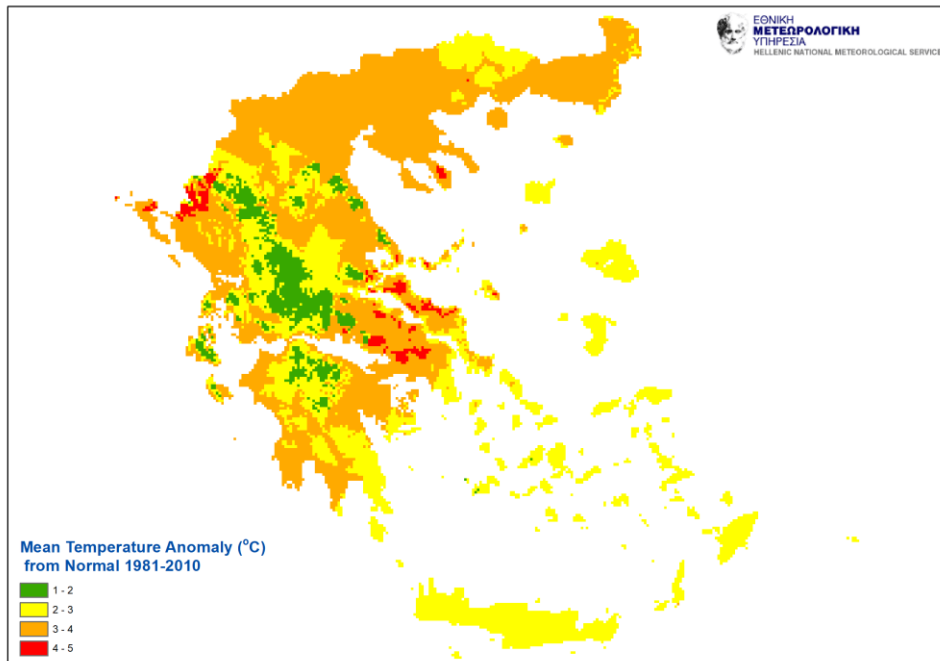 ΕΘΝΙΚΗ
ΜΕΤΕΩΡΟΛΟΓΙΚΗ
ΥΠΗΡΕΣΙΑ
HELLENIC NATIONAL METEOROLOGICAL SERVICE
Mean Temperature Anomaly (°C)
from Normal 1981-2010
1 - 2
2 - 3
3 - 4
4 - 5